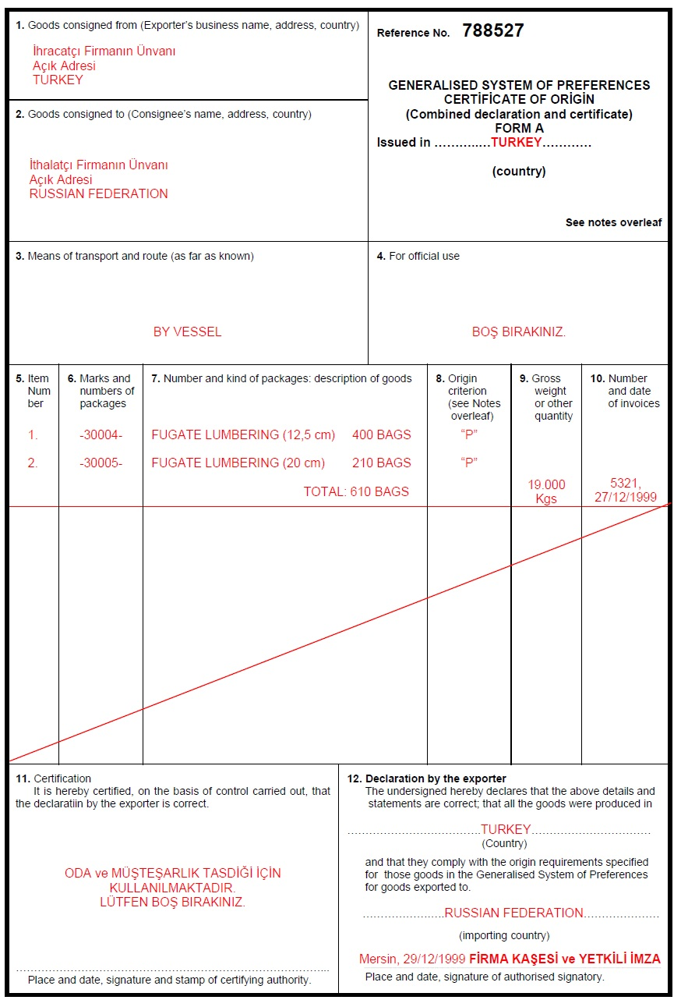 1. Goods consigned from (Exporter's business name, address, country)
İhracatçı Firmanın Ünvanı
Açık Adresi
TURKEY
Reference No. 788527
GENERALISED SYSTEM OF PREFERENCES
CERTİFİCATE OF ORİGİN
(Combined declaration and certificate)
FORM A
Issued in ……….…TURKEY…………
(country)
See notes overleaf
2. Goods consigned to (Consignee's name, address, country)
İthalatçı Firmanın Ünvanı
Açık Adresi
RUSSIAN FEDERATION
3. Means of transport and route (as far as known)
BY VESSEL
4. For official use
BOŞ BIRAKINIZ.
5. Item
Num
ber
6. Marks and
numbers of
packages
7. Number and kind of packages: description of goods
8. Origin
criterion
(see Notes
overleaf)
9. Gross
weight
or other
quantity
10. Number
and date
of invoices
1. -30004- FUGATE LUMBERING (12,5 cm) 400 BAGS “P”
2. -30005- FUGATE LUMBERING (20 cm) 210 BAGS “P”
TOTAL: 610 BAGS
19.000
Kgs
5321,
27/12/1999
11. Certification
It is hereby certified, on the basis of control carried out, that
the declaratiin by the exporter is correct.
ODA ve MÜŞTEŞARLIK TASDİĞİ İÇİN
KULLANILMAKTADIR.
LÜTFEN BOŞ BIRAKINIZ.
…………………………………………………………………..
Place and date, signature and stamp of certifying authority.
12. Declaration by the exporter
The undersigned hereby declares that the above details and
statements are correct; that all the goods were produced in
……………………………TURKEY…………………………
(Country)
and that they comply with the origin requirements specified
for those goods in the Generalised System of Preferences
for goods exported to.
…………………RUSSIAN FEDERATION………………
(importing country)
Mersin, 29/12/1999 FİRMA KAŞESİ ve YETKİLİ İMZA
Place and date, signature of authorised signatory.